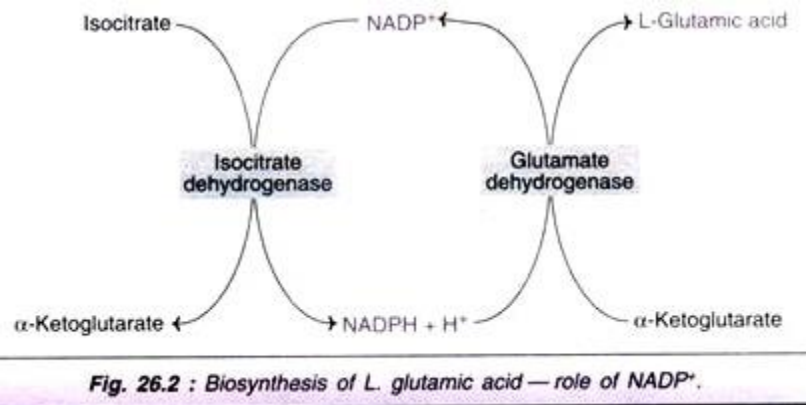 Isocitrate
NADP⁺
L-Glutamic acid
Isocitrate
dehydrogenase
Glutamate
dehydrogenase
α-Ketoglutarate
NADPH + H⁺
α-Ketoglutarate
Fig. 26.2 : Biosynthesis of L. glutamic acid — role of NADP⁺.